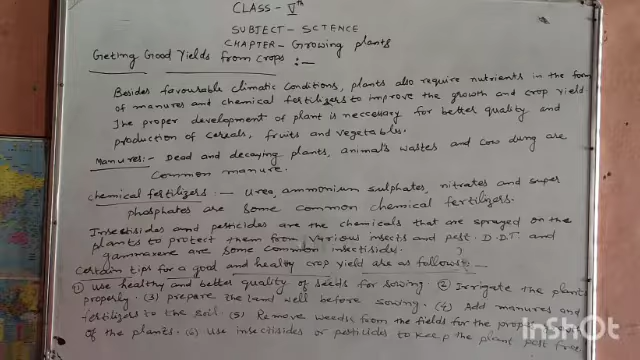 CLASS - Vth
SUBJECT - SCIENCE
CHAPTER - Growing plants
Geting Good Yields from crops :-
Besides favourable climatic conditions, plants also require nutrients in the form
of manures and chemical fertilizers to improve the growth and crop yield
The proper development of plant is neccessary for better quality and
production of cereals, fruits and vegetables.
Manures:- Dead and decaying plants, animals wastes and cow dung are
common manure.
chemical fertilizers :- Urea, ammonium sulphates, nitrates and super
phosphates are some common chemical fertilizers.
Insectisides and pesticides are the chemicals that are sprayed on the
plants to protect them from various insects and pest. D.D.T. and
gammaxene are some common insectisides.
Certain tips for a good and healthy crop yield are as follows :-
(1) Use healthy and better quality of seeds for sowing (2) Irrigate the plants
properly. (3) prepare the land well before sowing. (4) Add manures and
fertilizers to the soil. (5) Remove weeds from the fields for the proper
of the plants. (6) Use insectisides or pesticides to keep the plant pest free
InShOt